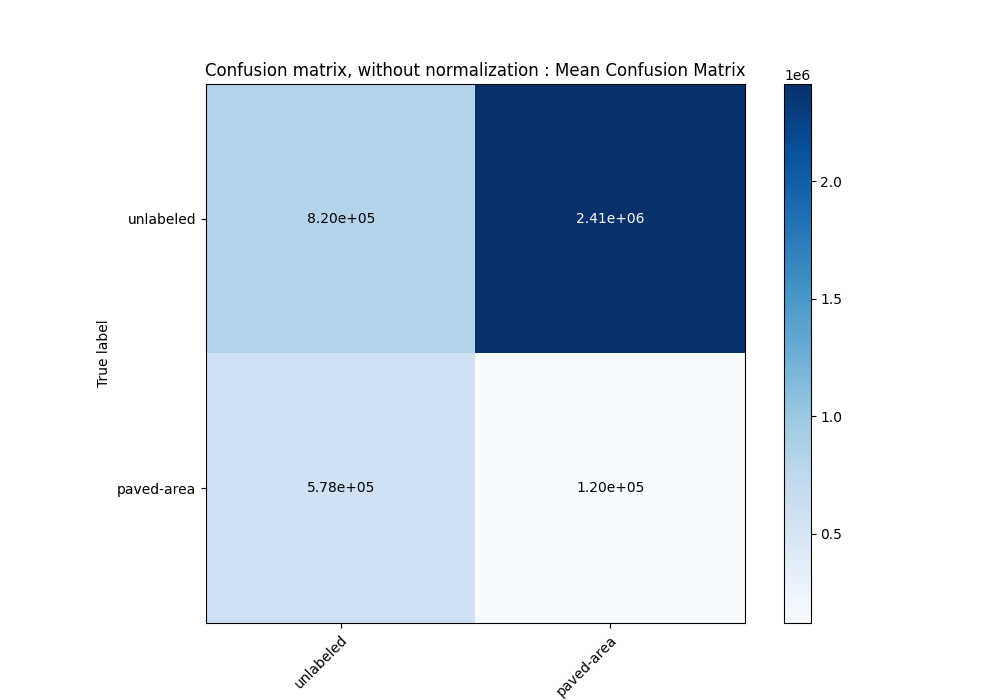 Confusion matrix, without normalization : Mean Confusion Matrix
1e6
2.0
unlabeled
8.20e+05
2.41e+06
1.5
True label
1.0
paved-area
5.78e+05
1.20e+05
0.5
unlabeled
paved-area